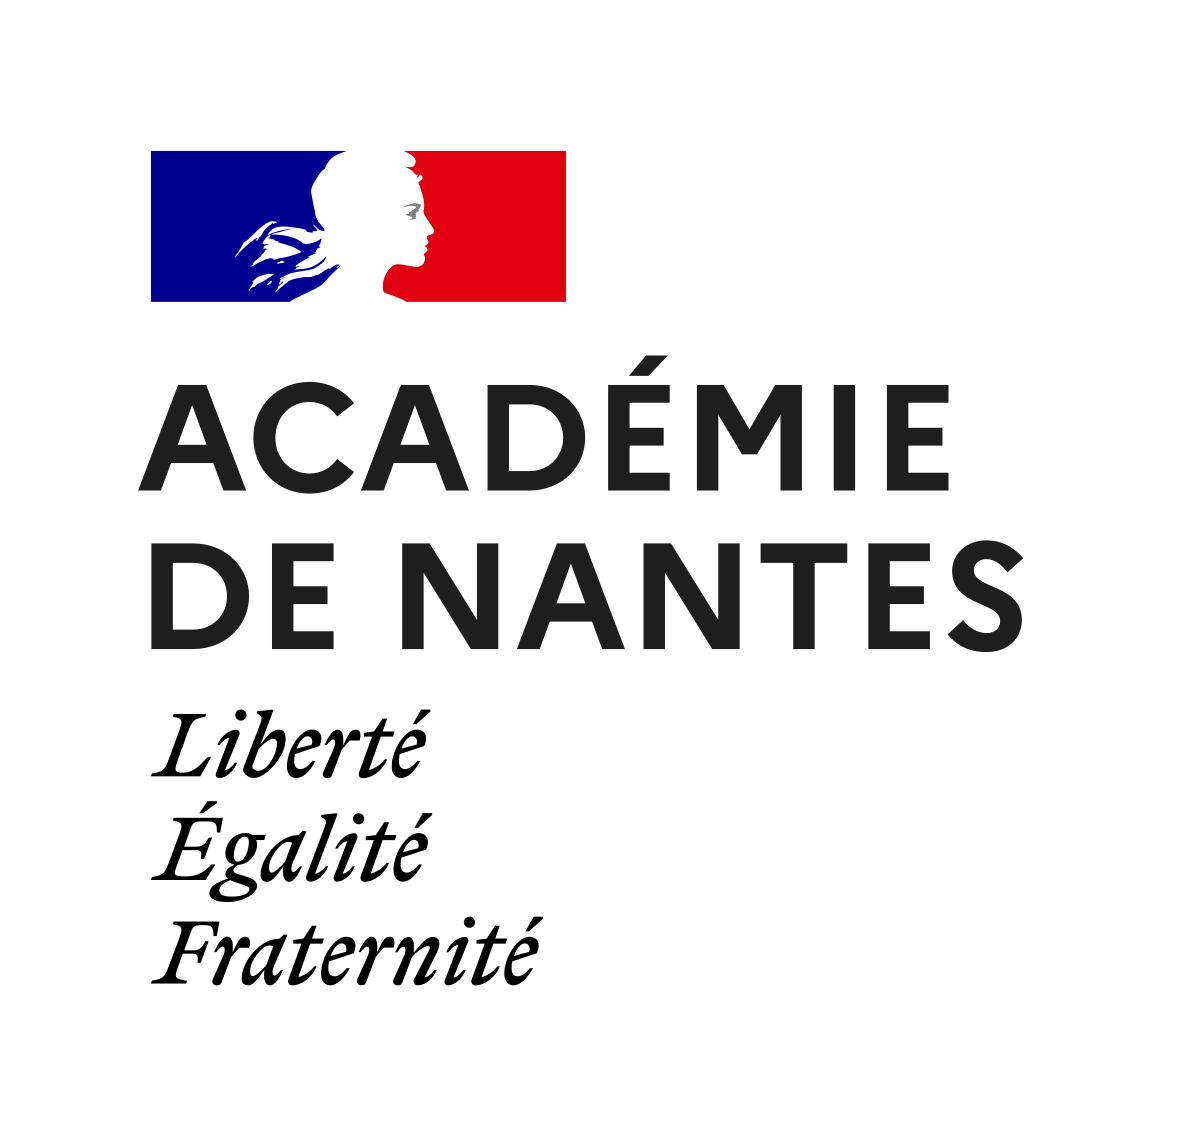 ACADÉMIE
DE NANTES
Liberté
Égalité
Fraternité